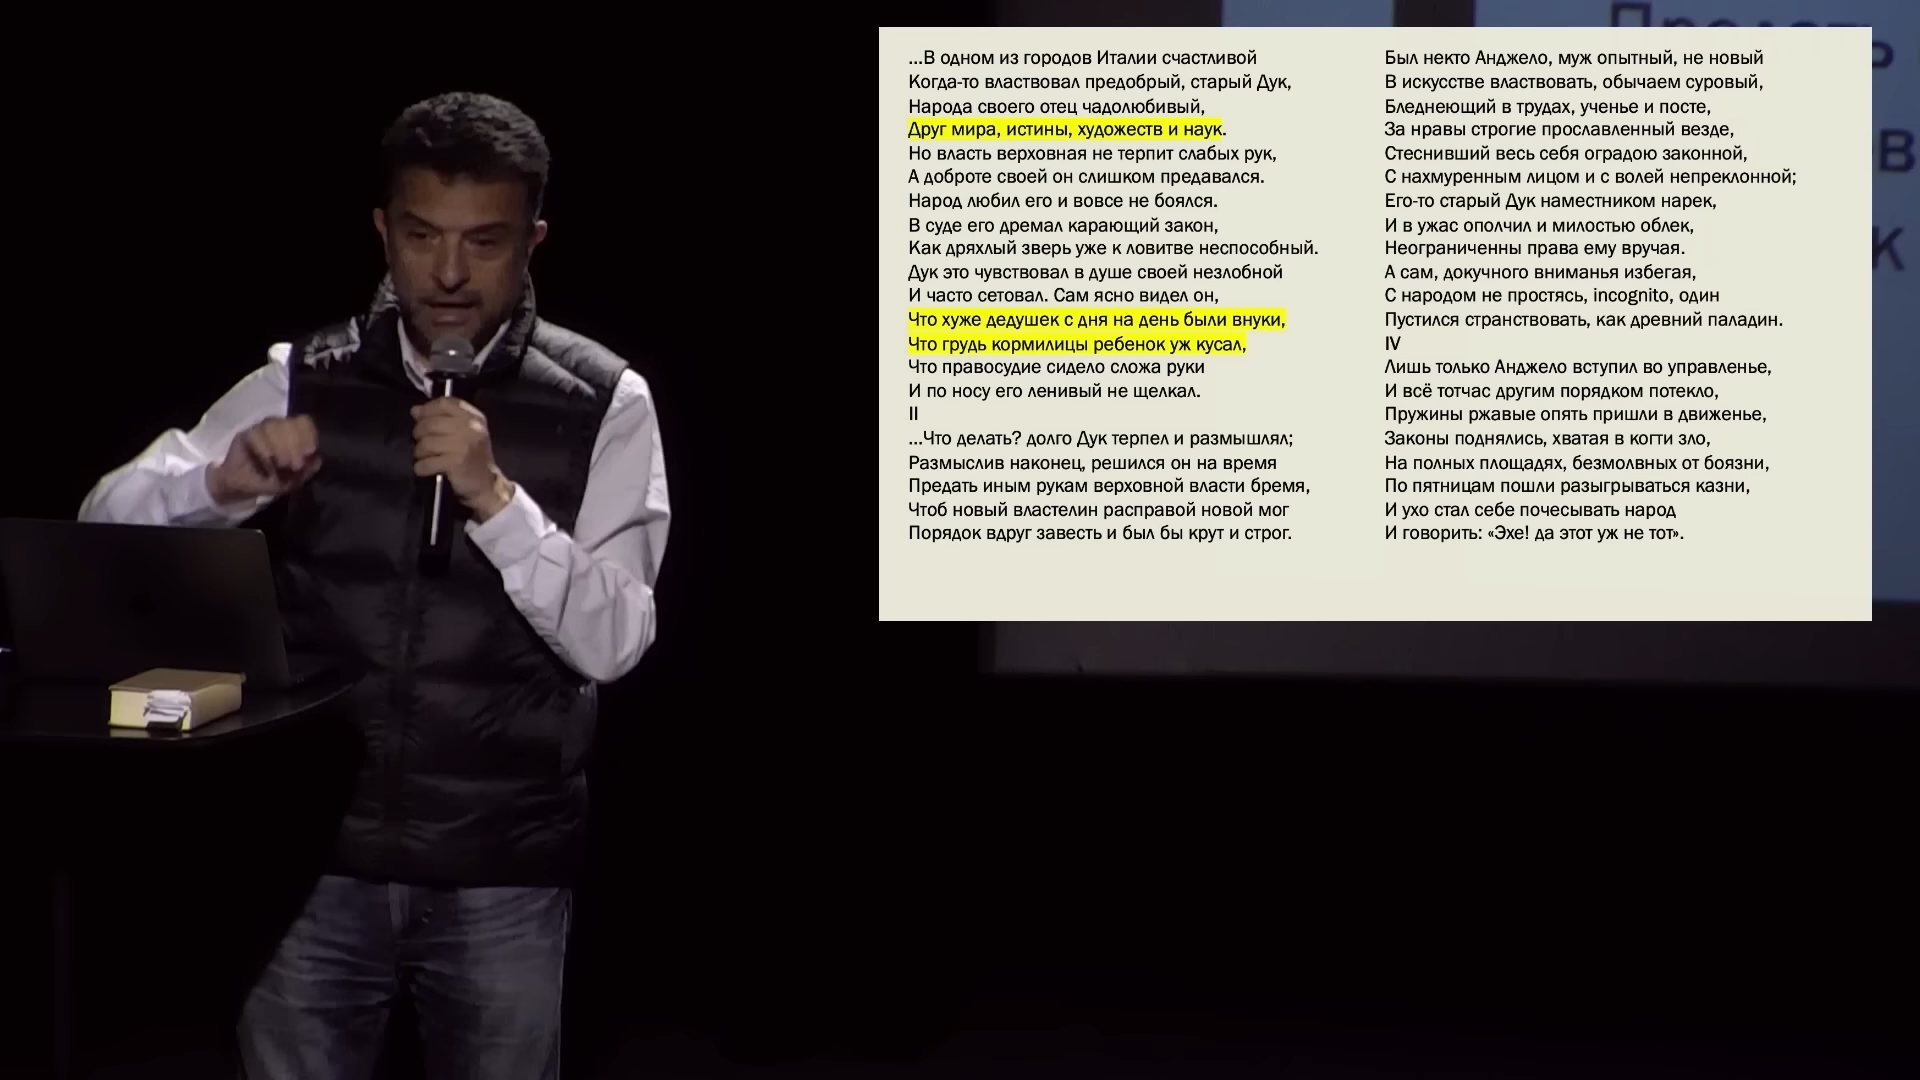 ...В одном из городов Италии счастливой
Когда-то властвовал предобрый, старый Дук,
Народа своего отец чадолюбивый,
Друг мира, истины, художеств и наук.
Но власть верховная не терпит слабых рук,
А доброте своей он слишком предавался.
Народ любил его и вовсе не боялся.
В суде его дремал карающий закон,
Как дряхлый зверь уже к ловитве неспособный.
Дук это чувствовал в душе своей незлобной
И часто сетовал. Сам ясно видел он,
Что хуже дедушек с дня на день были внуки,
Что грудь кормилицы ребенок уж кусал,
Что правосудие сидело сложа руки
И по носу его ленивый не щелкал.
II
...Что делать? долго Дук терпел и размышлял;
Размыслив наконец, решился он на время
Предать иным рукам верховной власти бремя,
Чтоб новый властелин расправой новой мог
Порядок вдруг завесть и был бы крут и строг.
Был некто Анджело, муж опытный, не новый
В искусстве властвовать, обычаем суровый,
Бледнеющий в трудах, ученье и посте,
За нравы строгие прославленный везде,
Стеснивший весь себя оградою законной,
С нахмуренным лицом и с волей непреклонной;
Его-то старый Дук наместником нарек,
И в ужас ополчил и милостью облек,
Неограниченны права ему вручая.
А сам, докучного вниманья избегая,
С народом не простясь, incognito, один
Пустился странствовать, как древний паладин.
IV
Лишь только Анджело вступил во управленье,
И всё тотчас другим порядком потекло,
Пружины ржавые опять пришли в движенье,
Законы поднялись, хватая в когти зло,
На полных площадях, безмолвных от боязни,
По пятницам пошли разыгрываться казни,
И ухо стал себе почесывать народ
И говорить: «Эхе! да этот уж не тот».